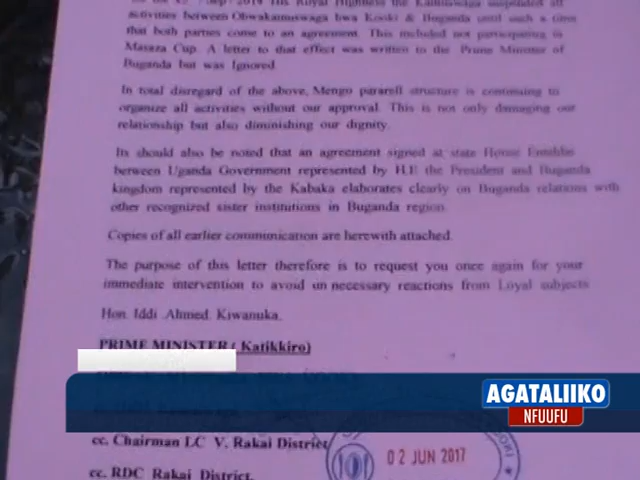 Royal Highness the Kamuswaga suspended all
activities between Obwakamuswaga bwa Kooki & Buganda until such a time
that both parties come to an agreement. This included not participating in
Masaza Cup. A letter to that effect was written to the Prime Minister of
Buganda but was Ignored.
In total disregard of the above, Mengo pararell structure is continuing to
organize all activities without our approval. This is not only damaging our
relationship but also diminishing our dignity.
Its should also be noted that an agreement signed at state House Entebbe
between Uganda Government represented by H.E the President and Buganda
kingdom represented by the Kabaka elaborates clearly on Buganda relations with
other recognized sister institutions in Buganda region.
Copies of all earlier communication are herewith attached.
The purpose of this letter therefore is to request you once again for your
immediate intervention to avoid un necessary reactions from Loyal subjects
Hon. Iddi .Ahmed. Kiwanuka.
PRIME MINISTER ( Katikkiro)
AGATALIIKO
NFUUFU
cc. Chairman LC V. Rakai District
02 JUN 2017
cc. RDC Rakai District.